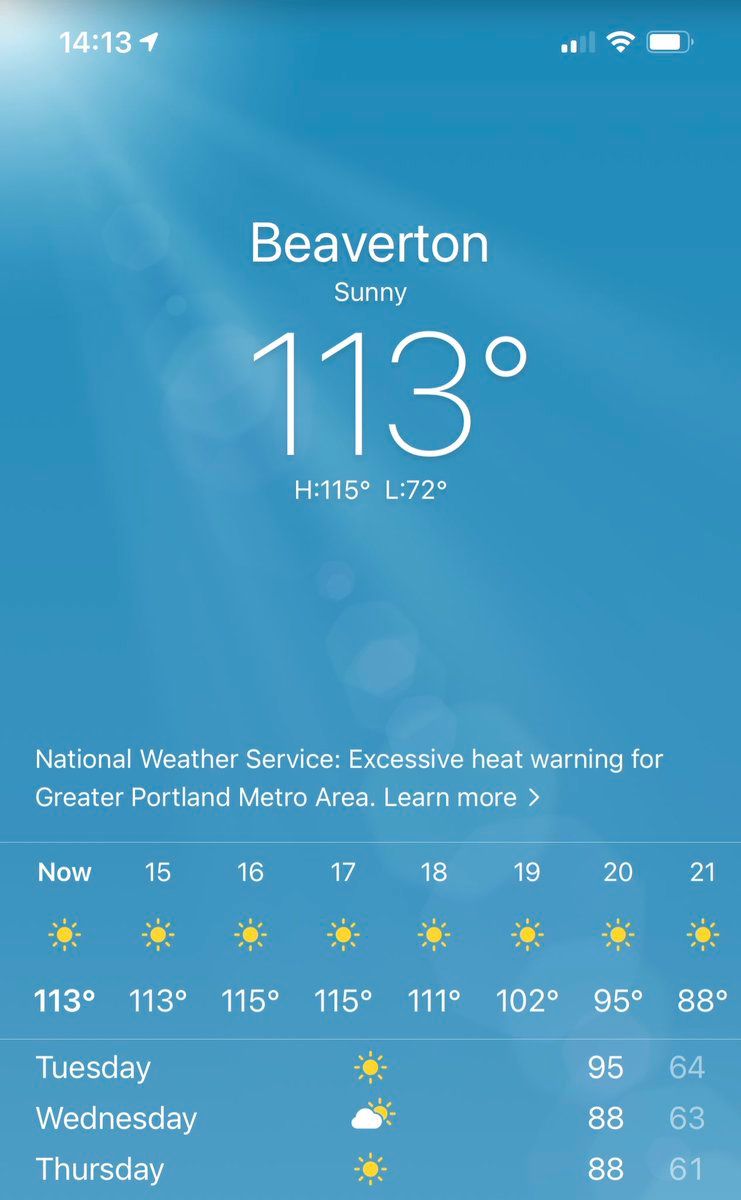 14:13
Beaverton
Sunny
113°
H:115° L:72°
National Weather Service: Excessive heat warning for
Greater Portland Metro Area. Learn more >
Now 15 16 17 18 19 20 21
113° 113° 115° 115° 111° 102° 95° 88°
Tuesday 95 64
Wednesday 88 63
Thursday 88 61